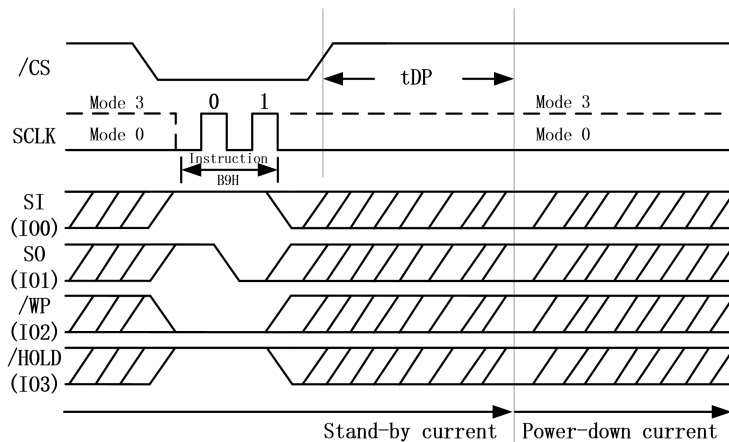 /CS
tDP
Mode 3 0 1 Mode 3
SCLK Mode 0 Mode 0
Instruction
B9H
SI
(IO0)
SO
(IO1)
/WP
(IO2)
/HOLD
(IO3)
Stand-by current Power-down current